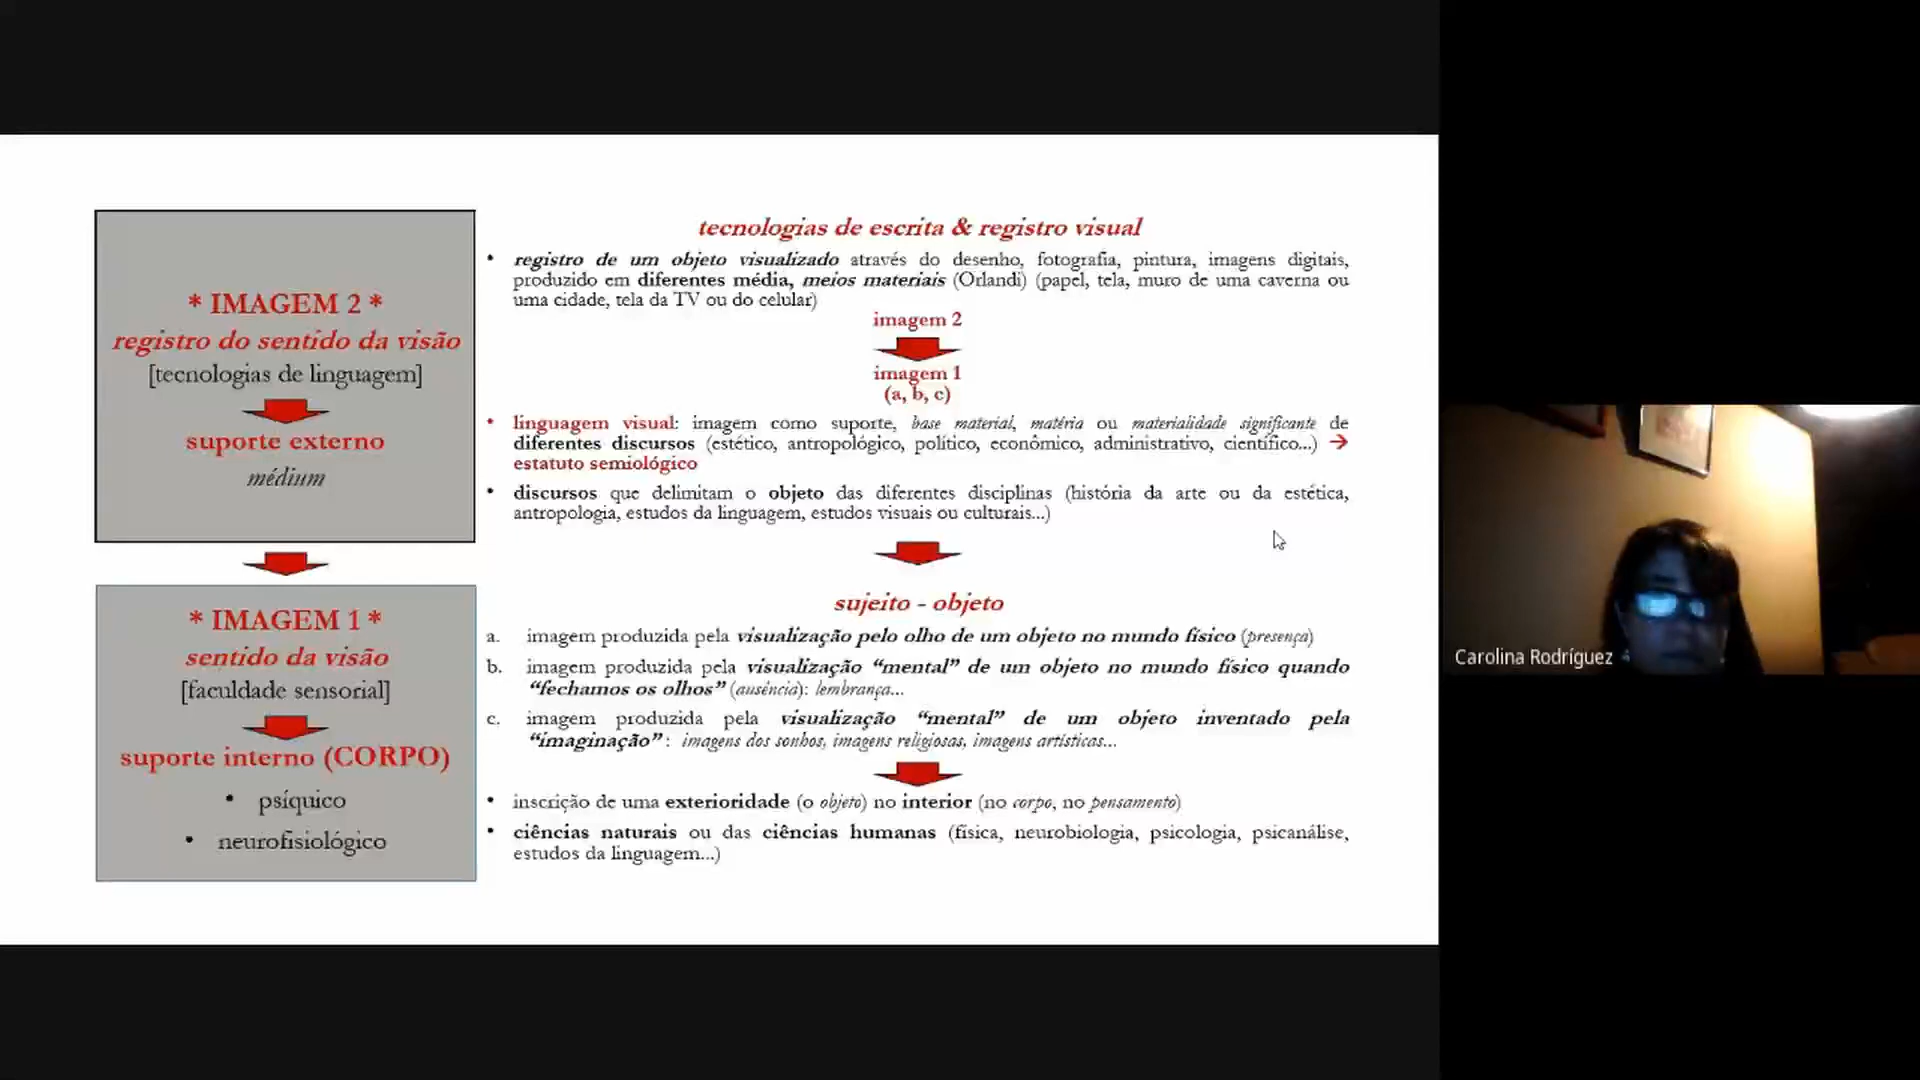 * IMAGEM 2 *
registro do sentido da visão
[tecnologias de linguagem]
suporte externo
médium
* IMAGEM 1 *
sentido da visão
[faculdade sensorial]
suporte interno (CORPO)
• psíquico
• neurofisiológico
tecnologias de escrita & registro visual
• registro de um objeto visualizado através do desenho, fotografia, pintura, imagens digitais,
produzido em diferentes média, meios materiais (Orlandi) (papel, tela, muro de uma caverna ou
uma cidade, tela da TV ou do celular)
imagem 2
imagem 1
(a, b, c)
• linguagem visual: imagem como suporte, base material, matéria ou materialidade significante de
diferentes discursos (estético, antropológico, político, econômico, administrativo, científico...) →
estatuto semiológico
• discursos que delimitam o objeto das diferentes disciplinas (história da arte ou da estética,
antropologia, estudos da linguagem, estudos visuais ou culturais...)
sujeito - objeto
a. imagem produzida pela visualização pelo olho de um objeto no mundo físico (presença)
b. imagem produzida pela visualização “mental” de um objeto no mundo físico quando
“fechamos os olhos” (ausência): lembrança...
c. imagem produzida pela visualização “mental” de um objeto inventado pela
“imaginação” : imagens dos sonhos, imagens religiosas, imagens artísticas...
• inscrição de uma exterioridade (o objeto) no interior (no corpo, no pensamento)
• ciências naturais ou das ciências humanas (física, neurobiologia, psicologia, psicanálise,
estudos da linguagem...)
Carolina Rodríguez